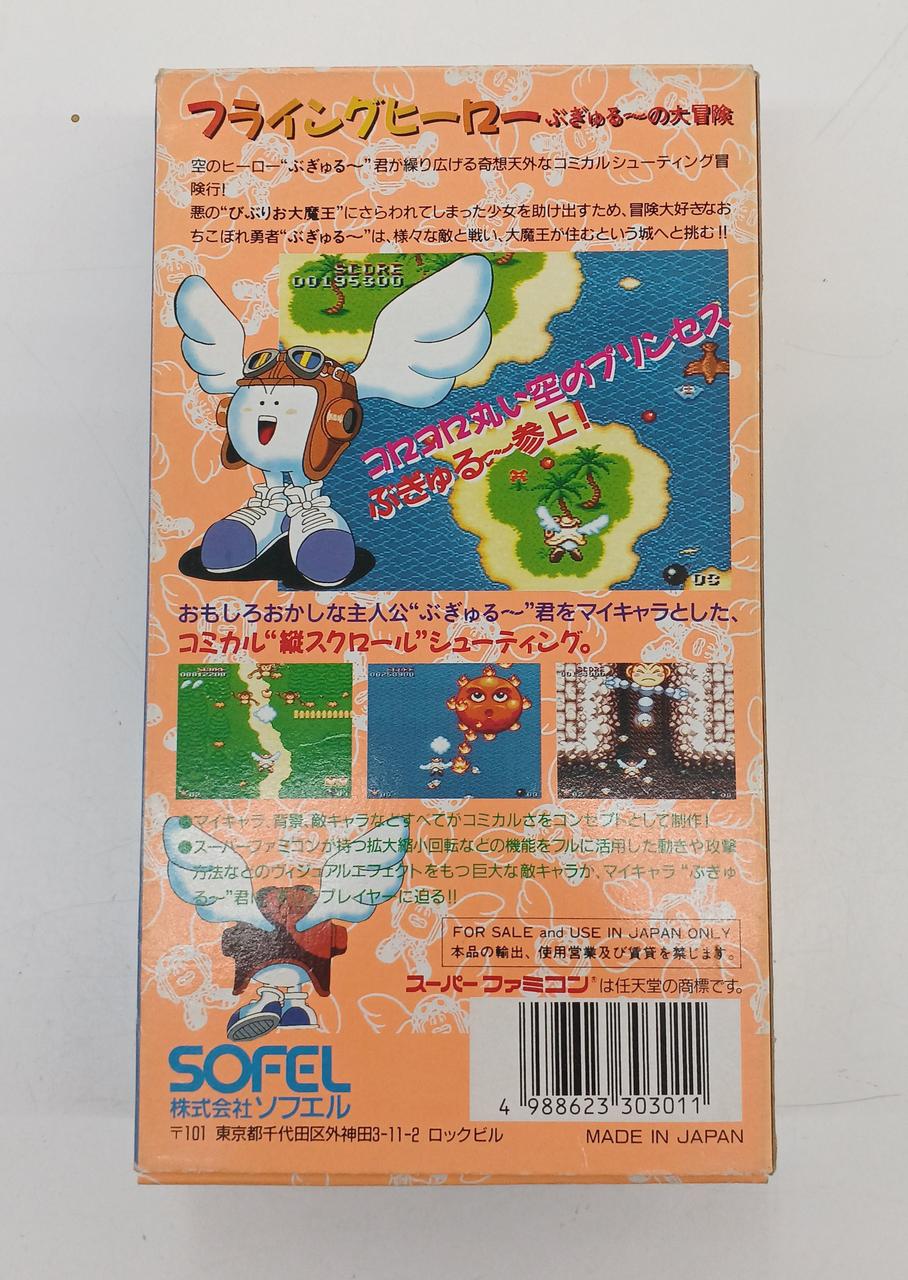 フライングヒーロー ぶぎゅる〜の大冒険
空のヒーロー“ぶぎゅる〜”君が繰り広げる奇想天外なコミカルシューティング冒
険行!
悪の“びぶりお大魔王”にさらわれてしまった少女を助け出すため、冒険大好きなお
ちこぼれ勇者“ぶぎゅる〜”は、様々な敵と戦い、大魔王が住むという城へと挑む!!
SCORE
00195300
コロコロ丸い空のプリンセス
ぶぎゅる〜参上!
03
おもしろおかしな主人公“ぶぎゅる〜”君をマイキャラとした、
コミカル“縦スクロール”シューティング。
SCORE
00012200
SCORE
00250900
SCORE
●マイキャラ、背景、敵キャラなどすべてがコミカルさをコンセプトとして制作!
●スーパーファミコンが持つ拡大縮小回転などの機能をフルに活用した動きや攻撃
方法などのヴィジュアルエフェクトをもつ巨大な敵キャラが、マイキャラ“ぶぎゅ
る〜”君 プレイヤーに迫る!!
FOR SALE and USE IN JAPAN ONLY
本品の輸出、使用営業及び賃貸を禁じます。
スーパーファミコン®は任天堂の商標です。
SOFEL
株式会社ソフエル
4 988623 303011
〒101 東京都千代田区外神田3-11-2 ロックビル
MADE IN JAPAN